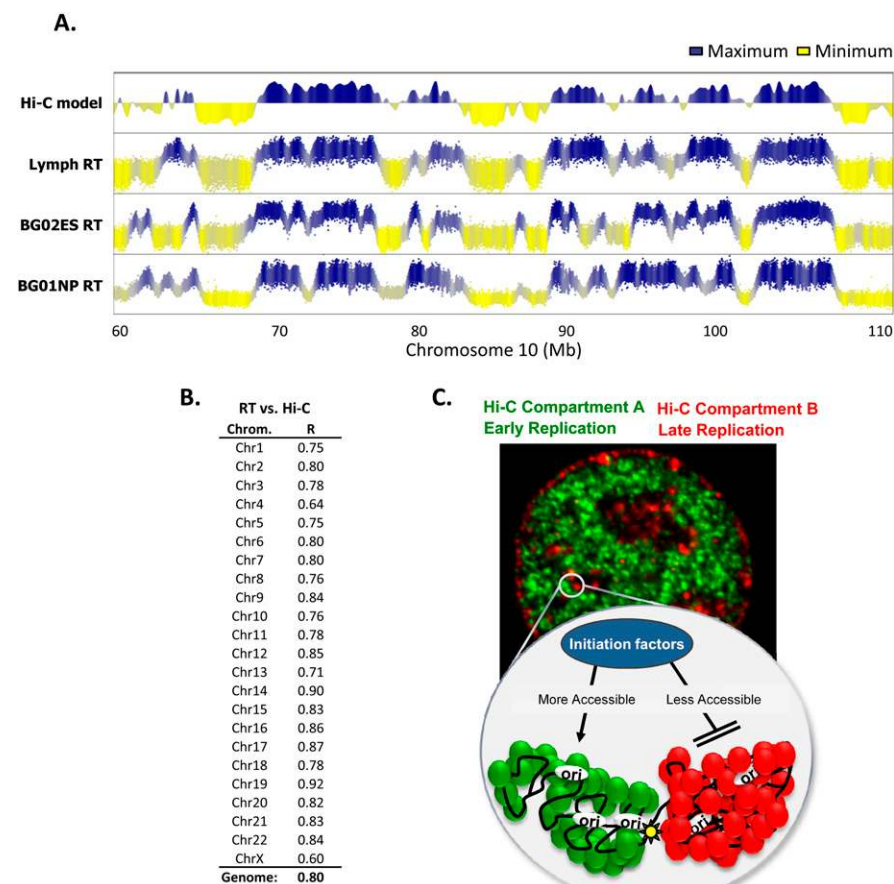 A.
Maximum Minimum
Hi-C model
Lymph RT
BG02ES RT
BG01NP RT
60 70 80 90 100 110
Chromosome 10 (Mb)
B.
RT vs. Hi-C
Chrom. R
Chr1 0.75
Chr2 0.80
Chr3 0.78
Chr4 0.64
Chr5 0.75
Chr6 0.80
Chr7 0.80
Chr8 0.76
Chr9 0.84
Chr10 0.76
Chr11 0.78
Chr12 0.85
Chr13 0.71
Chr14 0.90
Chr15 0.83
Chr16 0.86
Chr17 0.87
Chr18 0.78
Chr19 0.92
Chr20 0.82
Chr21 0.83
Chr22 0.84
ChrX 0.60
Genome: 0.80
C.
Hi-C Compartment A Hi-C Compartment B
Early Replication Late Replication
Initiation factors
More Accessible Less Accessible
ori ori
ori ori ori